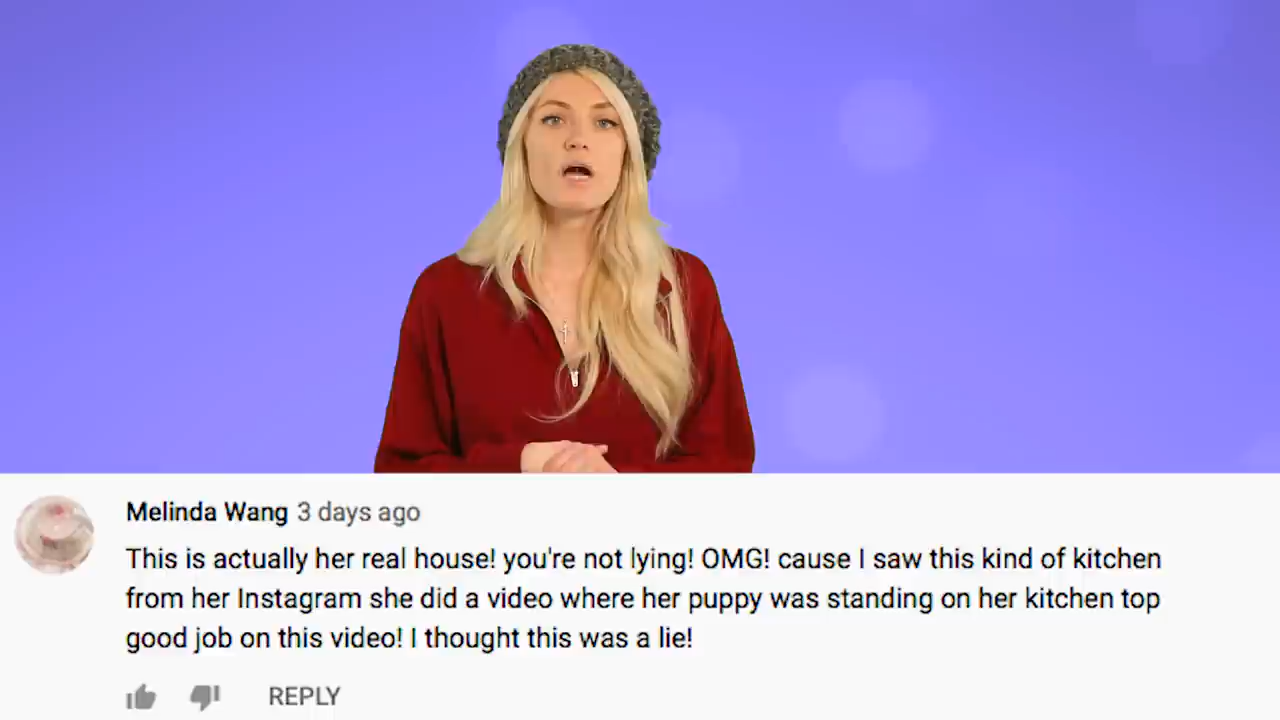 Melinda Wang 3 days ago
This is actually her real house! you're not lying! OMG! cause I saw this kind of kitchen
from her Instagram she did a video where her puppy was standing on her kitchen top
good job on this video! I thought this was a lie!
REPLY